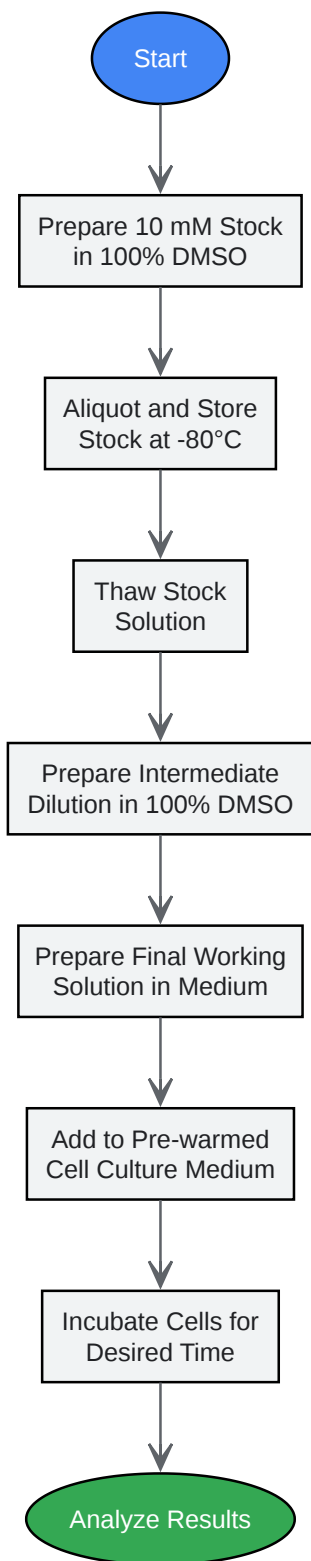 Start
Prepare 10 mM Stock
in 100% DMSO
Aliquot and Store
Stock at -80°C
Thaw Stock
Solution
Prepare Intermediate
Dilution in 100% DMSO
Prepare Final Working
Solution in Medium
Add to Pre-warmed
Cell Culture Medium
Incubate Cells for
Desired Time
Analyze Results